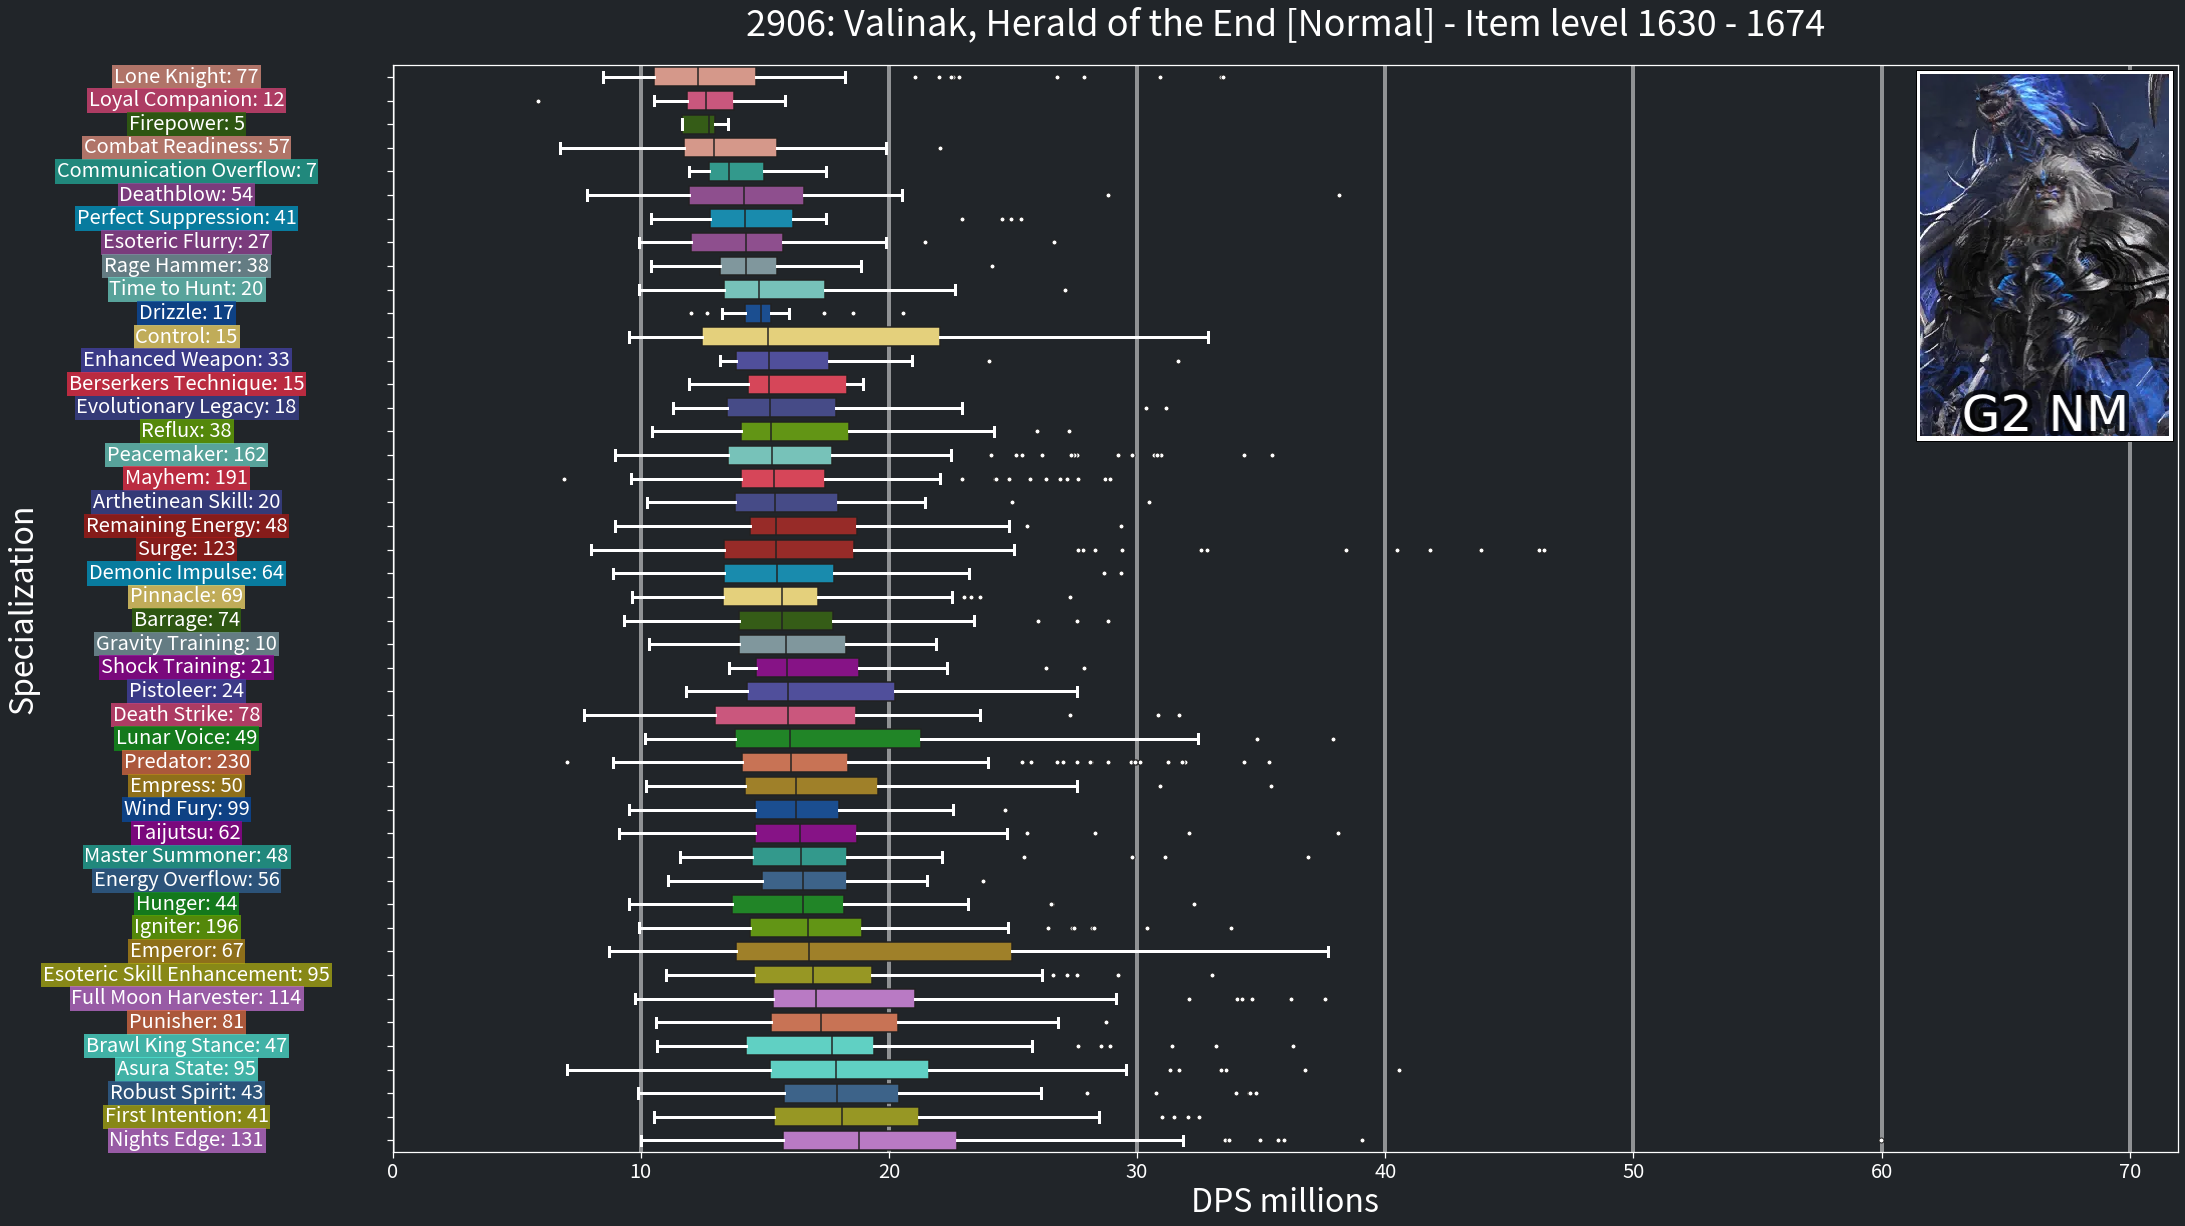 2906: Valinak, Herald of the End [Normal] - Item level 1630 - 1674
Specialization
Lone Knight: 77
Loyal Companion: 12
Firepower: 5
Combat Readiness: 57
Communication Overflow: 7
Deathblow: 54
Perfect Suppression: 41
Esoteric Flurry: 27
Rage Hammer: 38
Time to Hunt: 20
Drizzle: 17
Control: 15
Enhanced Weapon: 33
Berserkers Technique: 15
Evolutionary Legacy: 18
Reflux: 38
Peacemaker: 162
Mayhem: 191
Arthetinean Skill: 20
Remaining Energy: 48
Surge: 123
Demonic Impulse: 64
Pinnacle: 69
Barrage: 74
Gravity Training: 10
Shock Training: 21
Pistoleer: 24
Death Strike: 78
Lunar Voice: 49
Predator: 230
Empress: 50
Wind Fury: 99
Taijutsu: 62
Master Summoner: 48
Energy Overflow: 56
Hunger: 44
Igniter: 196
Emperor: 67
Esoteric Skill Enhancement: 95
Full Moon Harvester: 114
Punisher: 81
Brawl King Stance: 47
Asura State: 95
Robust Spirit: 43
First Intention: 41
Nights Edge: 131
G2 NM
0 10 20 30 40 50 60 70
DPS millions